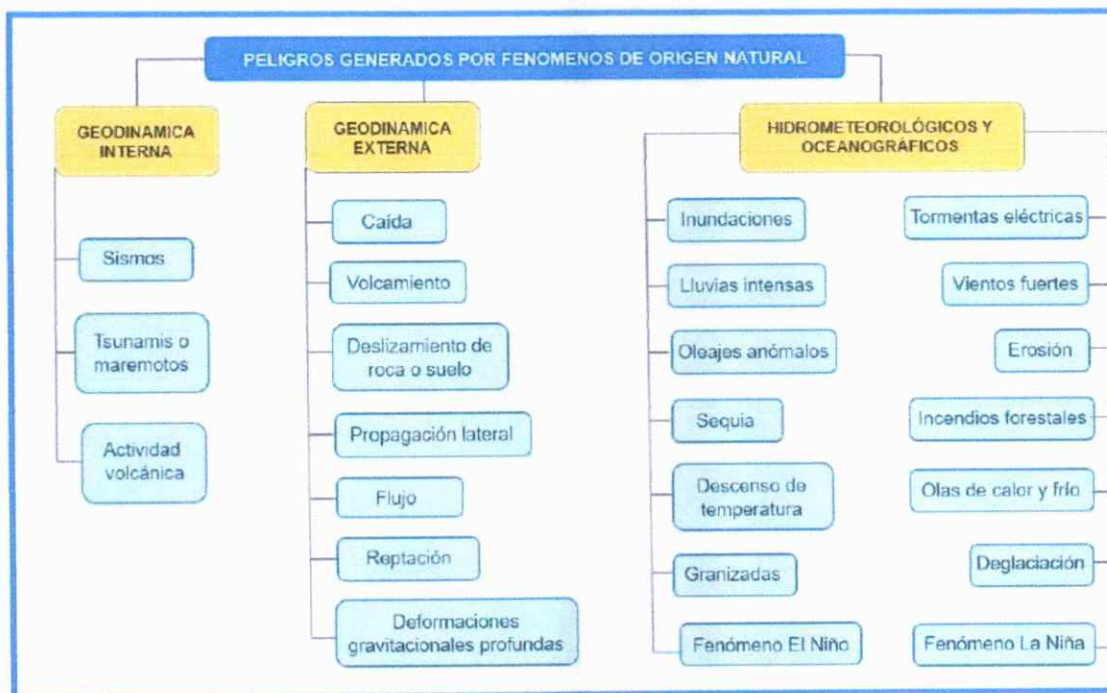 PELIGROS GENERADOS POR FENOMENOS DE ORIGEN NATURAL
GEODINAMICA
INTERNA
Sismos
Tsunamis o
maremotos
Actividad
volcánica
GEODINAMICA
EXTERNA
Caída
Volcamiento
Deslizamiento de
roca o suelo
Propagación lateral
Flujo
Reptación
Deformaciones
gravitacionales profundas
HIDROMETEOROLÓGICOS Y
OCEANOGRÁFICOS
Inundaciones
Lluvias intensas
Oleajes anómalos
Sequia
Descenso de
temperatura
Granizadas
Fenómeno El Niño
Tormentas eléctricas
Vientos fuertes
Erosión
Incendios forestales
Olas de calor y frío
Deglaciación
Fenómeno La Niña